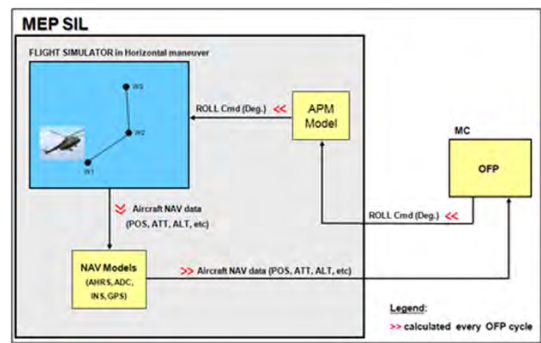 MEP SIL
FLIGHT SIMULATOR in Horizontal maneuver
W3
W2
W1
ROLL Cmd (Deg.) <<
APM
Model
MC
OFP
ROLL Cmd (Deg.) <<
>> Aircraft NAV data
(POS, ATT, ALT, etc)
NAV Models
(AHRS, ADC,
INS, GPS)
>> Aircraft NAV data (POS, ATT, ALT, etc)
Legend:
>> calculated every OFP cycle